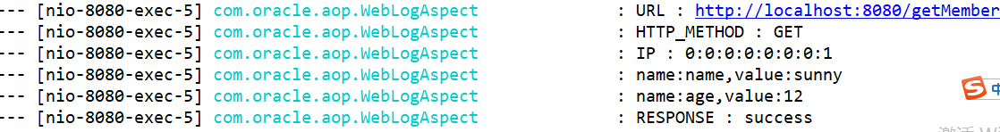 --- [nio-8080-exec-5] com.oracle.aop.WebLogAspect : URL : http://localhost:8080/getMember
--- [nio-8080-exec-5] com.oracle.aop.WebLogAspect : HTTP_METHOD : GET
--- [nio-8080-exec-5] com.oracle.aop.WebLogAspect : IP : 0:0:0:0:0:0:0:1
--- [nio-8080-exec-5] com.oracle.aop.WebLogAspect : name:name,value:sunny
--- [nio-8080-exec-5] com.oracle.aop.WebLogAspect : name:age,value:12
--- [nio-8080-exec-5] com.oracle.aop.WebLogAspect : RESPONSE : success